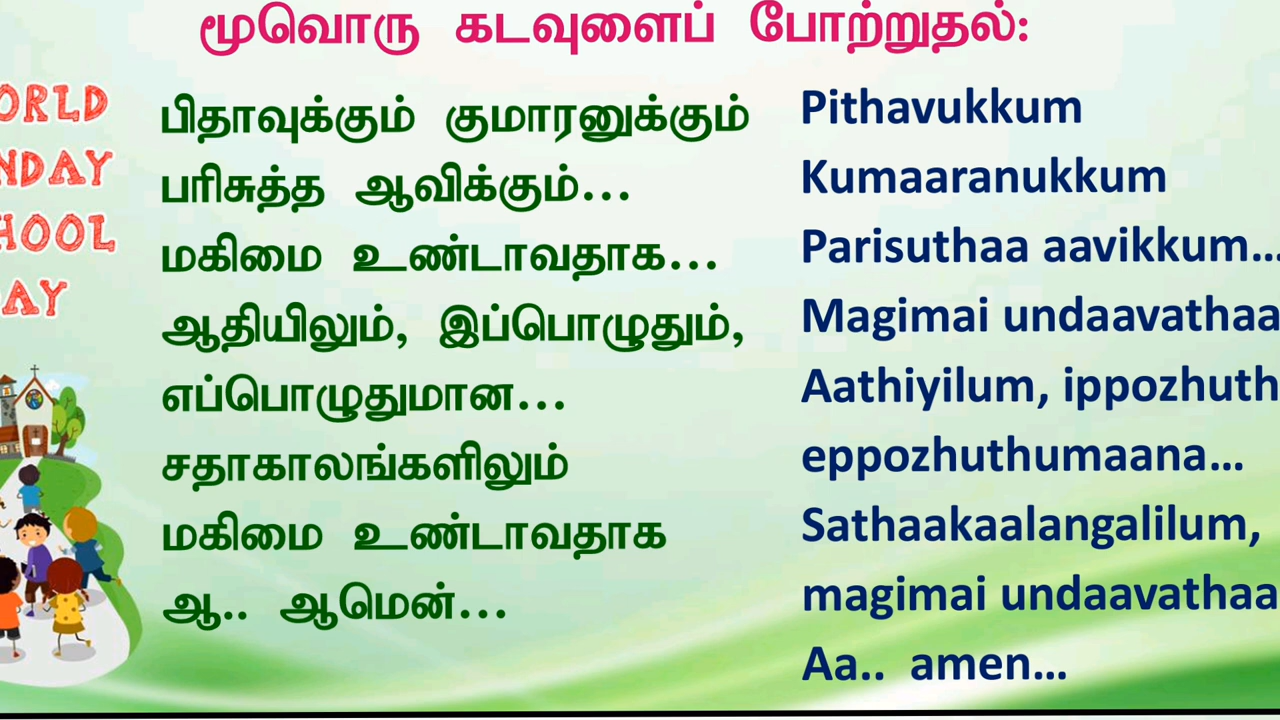 மூவொரு கடவுளைப் போற்றுதல்:
ORLD
NDAY
HOOL
AY
பிதாவுக்கும் குமாரனுக்கும்
பரிசுத்த ஆவிக்கும்...
மகிமை உண்டாவதாக...
ஆதியிலும், இப்பொழுதும்,
எப்பொழுதுமான...
சதாகாலங்களிலும்
மகிமை உண்டாவதாக
ஆ.. ஆமென்...
Pithavukkum
Kumaaranukkum
Parisuthaa aavikkum...
Magimai undaavathaa
Aathiyilum, ippozhuth
eppozhuthumaana...
Sathaakaalangalilum,
magimai undaavathaa
Aa.. amen...